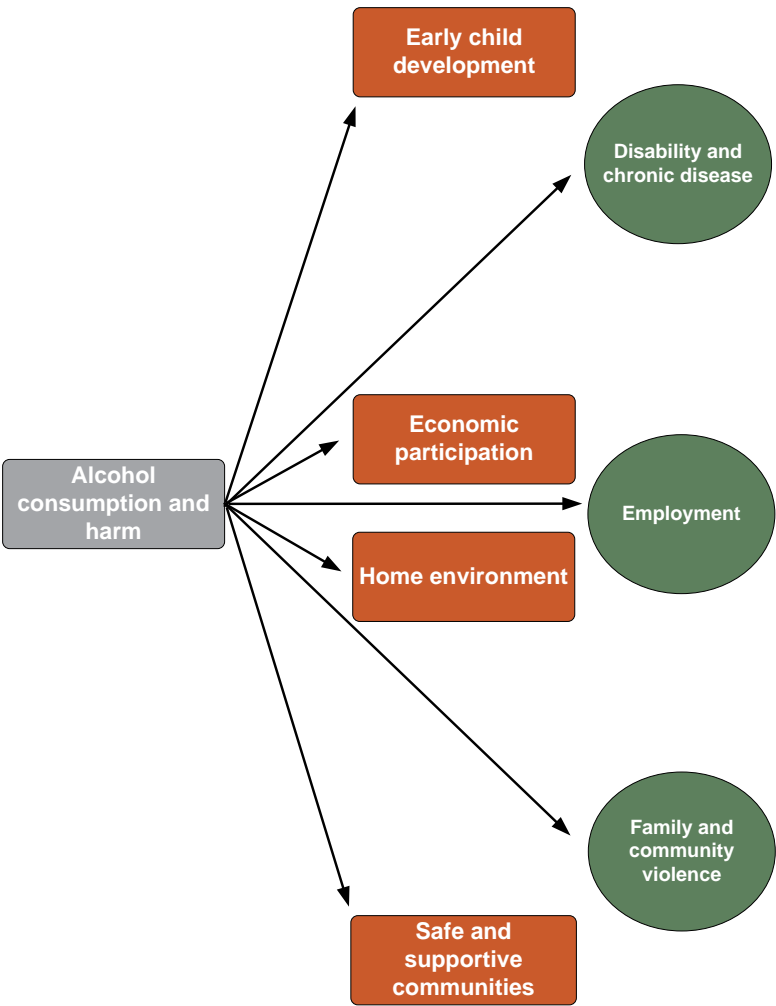 Early child
development
Disability and
chronic disease
Economic
participation
Alcohol
consumption and
harm
Employment
Home environment
Family and
community
violence
Safe and
supportive
communities